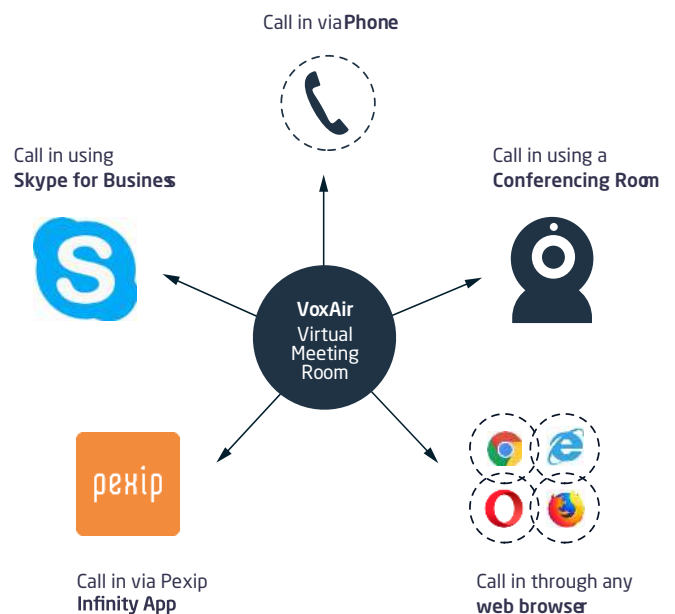 Call in via Phone
Call in using
Skype for Business
Call in using a
Conferencing Room
S
VoxAir
Virtual
Meeting
Room
pexip
Call in via Pexip
Infinity App
Call in through any
web browser